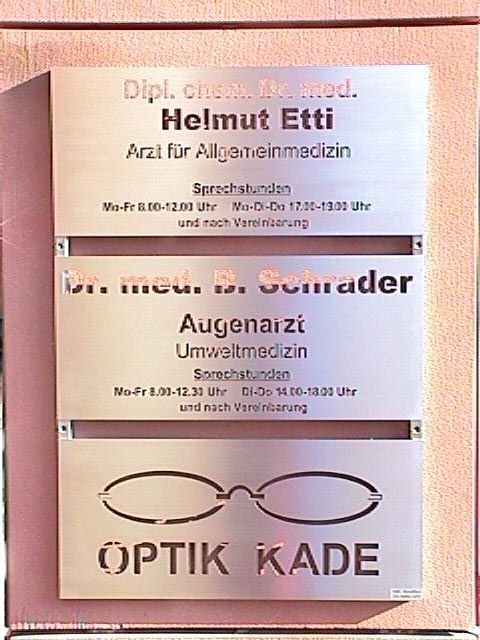 Dipl. chem. Dr. med.
Helmut Etti
Arzt für Allgemeinmedizin
Sprechstunden
Mo-Fr 8.00-12.00 Uhr Mo-Di-Do 17.00-19.00 Uhr
und nach Vereinbarung
Dr. med. B. Schrader
Augenarzt
Umweltmedizin
Sprechstunden
Mo-Fr 8.00-12.30 Uhr Di-Do 14.00-18.00 Uhr
und nach Vereinbarung
OPTIK KADE